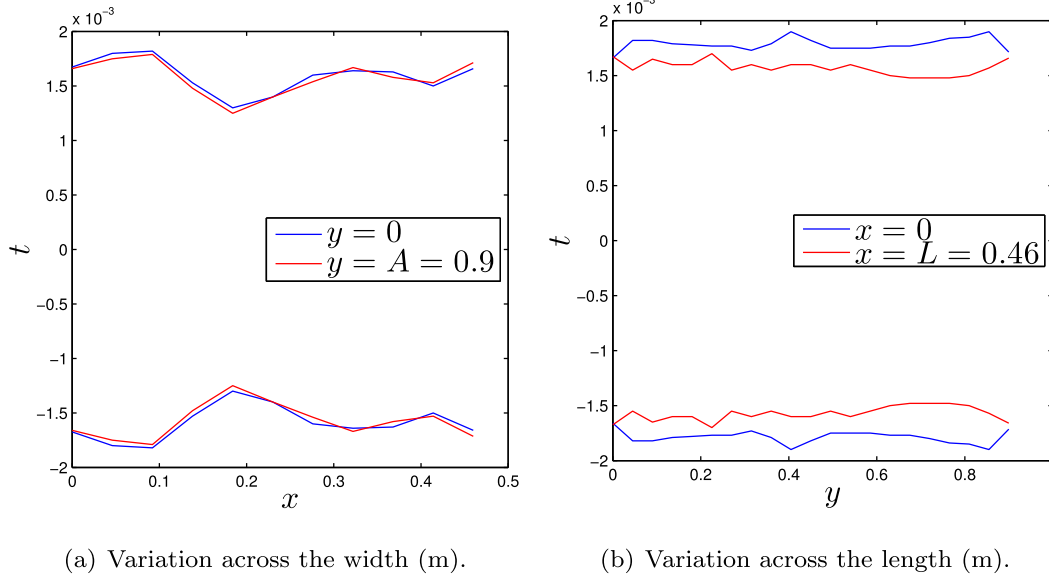 x 10⁻³
2
1.5
1
0.5
0
−0.5
−1
−1.5
−2
t
0 0.1 0.2 0.3 0.4 0.5
x
y = 0
y = A = 0.9
(a) Variation across the width (m).
x 10⁻³
2
1.5
1
0.5
0
−0.5
−1
−1.5
−2
t
0 0.2 0.4 0.6 0.8
y
x = 0
x = L = 0.46
(b) Variation across the length (m).